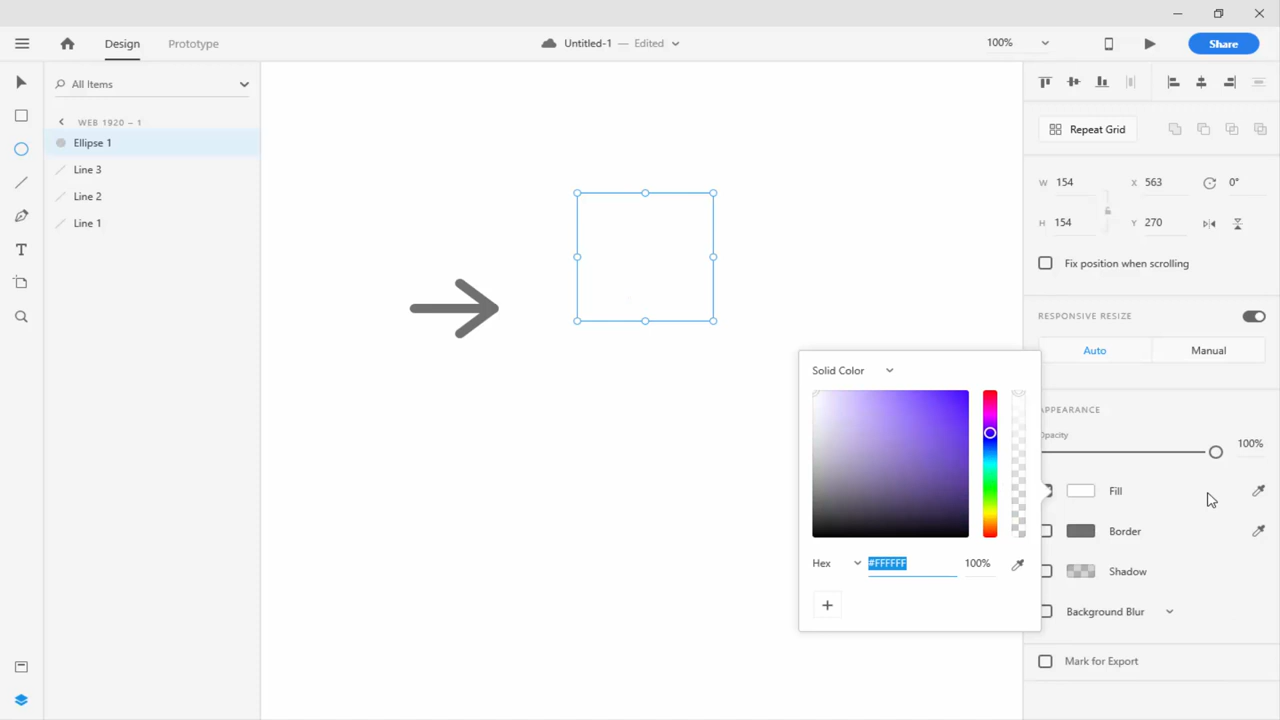 Design
Prototype
Untitled-1 — Edited
100%
Share
All Items
WEB 1920 – 1
Ellipse 1
Line 3
Line 2
Line 1
T
Repeat Grid
W 154
X 563
0°
H 154
Y 270
Fix position when scrolling
RESPONSIVE RESIZE
Auto
Manual
APPEARANCE
Opacity
100%
Solid Color
Fill
Border
Shadow
Background Blur
Hex
#FFFFFF
100%
+
Mark for Export